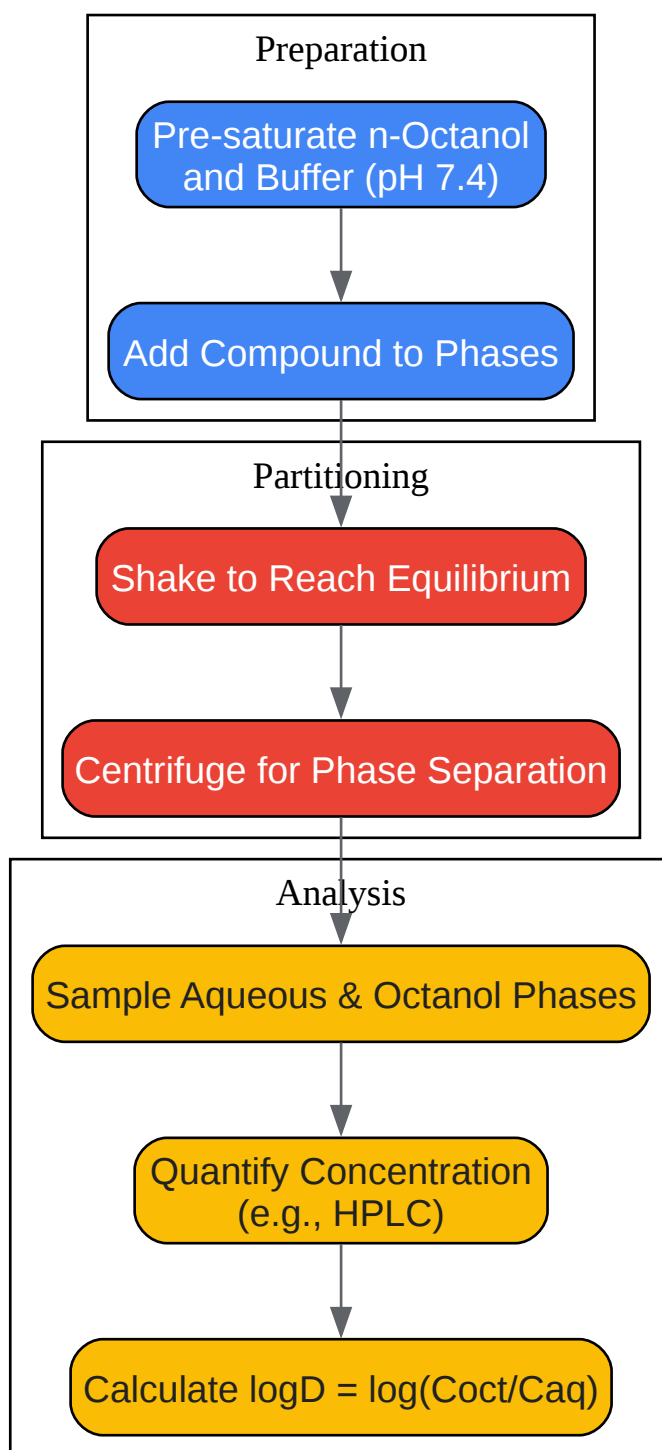 Preparation
Pre-saturate n-Octanol
and Buffer (pH 7.4)
Add Compound to Phases
Partitioning
Shake to Reach Equilibrium
Centrifuge for Phase Separation
Analysis
Sample Aqueous & Octanol Phases
Quantify Concentration
(e.g., HPLC)
Calculate logD = log(Coct/Caq)